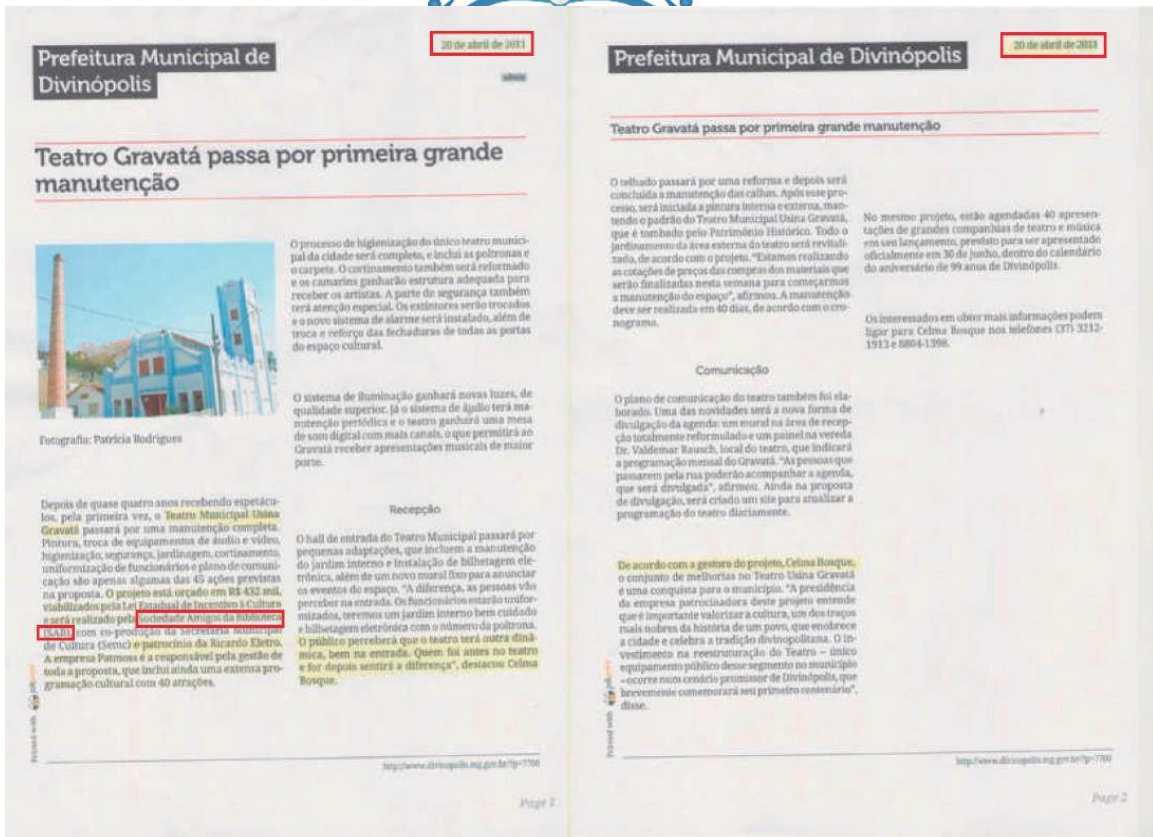 Prefeitura Municipal de
Divinópolis
20 de abril de 2011
admin
Teatro Gravatá passa por primeira grande
manutenção
Fotografia: Patrícia Rodrigues
Depois de quase quatro anos recebendo espetácu-
los, pela primeira vez, o Teatro Municipal Usina
Gravatá passará por uma manutenção completa.
Pintura, troca de equipamentos de áudio e vídeo,
higienização, segurança, jardinagem, cortinamento,
uniformização de funcionários e plano de comuni-
cação são apenas algumas das 45 ações previstas
na proposta. O projeto está orçado em R$ 432 mil,
viabilizados pela Lei Estadual de Incentivo à Cultura
e será realizado pela Sociedade Amigos da Biblioteca
(SAB), com co-produção da Secretaria Municipal
de Cultura (Semc) e patrocínio da Ricardo Eletro.
A empresa Patmoss é a responsável pela gestão de
toda a proposta, que inclui ainda uma extensa pro-
gramação cultural com 40 atrações.
O processo de higienização do único teatro munici-
pal da cidade será completo, e inclui as poltronas e
o carpete. O cortinamento também será reformado
e os camarins ganharão estrutura adequada para
receber os artistas. A parte de segurança também
terá atenção especial. Os extintores serão trocados
e o novo sistema de alarme será instalado, além de
troca e reforço das fechaduras de todas as portas
do espaço cultural.
O sistema de iluminação ganhará novas luzes, de
qualidade superior. Já o sistema de áudio terá ma-
nutenção periódica e o teatro ganhará uma mesa
de som digital com mais canais, o que permitirá ao
Gravatá receber apresentações musicais de maior
porte.
Recepção
O hall de entrada do Teatro Municipal passará por
pequenas adaptações, que incluem a manutenção
do jardim interno e instalação de bilhetagem ele-
trônica, além de um novo mural fixo para anunciar
os eventos do espaço. "A diferença, as pessoas vão
perceber na entrada. Os funcionários estarão unifor-
mizados, teremos um jardim interno bem cuidado
e bilhetagem eletrônica com o número da poltrona.
O público perceberá que o teatro terá outra dinâ-
mica, bem na entrada. Quem foi antes no teatro
e for depois sentirá a diferença", destacou Celma
Bosque.
Printed with
http://www.divinopolis.mg.gov.br/?p=7700
Page 1
Prefeitura Municipal de Divinópolis
20 de abril de 2011
Teatro Gravatá passa por primeira grande manutenção
O telhado passará por uma reforma e depois será
concluída a manutenção das calhas. Após esse pro-
cesso, será iniciada a pintura interna e externa, man-
tendo o padrão do Teatro Municipal Usina Gravatá,
que é tombado pelo Patrimônio Histórico. Todo o
jardinamento da área externa do teatro será revitali-
zado, de acordo com o projeto. "Estamos realizando
as cotações de preços das compras dos materiais que
serão finalizadas nesta semana para começarmos
a manutenção do espaço", afirmou. A manutenção
deve ser realizada em 40 dias, de acordo com o cro-
nograma.
Comunicação
O plano de comunicação do teatro também foi ela-
borado. Uma das novidades será a nova forma de
divulgação da agenda: um mural na área de recep-
ção totalmente reformulado e um painel na vereda
Dr. Valdemar Rausch, local do teatro, que indicará
a programação mensal do Gravatá. "As pessoas que
passarem pela rua poderão acompanhar a agenda,
que será divulgada", afirmou. Ainda na proposta
de divulgação, será criado um site para atualizar a
programação do teatro diariamente.
De acordo com a gestora do projeto, Celma Bosque,
o conjunto de melhorias no Teatro Usina Gravatá
é uma conquista para o município. "A presidência
da empresa patrocinadora deste projeto entende
que é importante valorizar a cultura, um dos traços
mais nobres da história de um povo, que enobrece
a cidade e celebra a tradição divinopolitana. O in-
vestimento na reestruturação do Teatro – único
equipamento público desse segmento no município
– ocorre num cenário promissor de Divinópolis, que
brevemente comemorará seu primeiro centenário",
disse.
No mesmo projeto, estão agendadas 40 apresen-
tações de grandes companhias de teatro e música
em seu lançamento, previsto para ser apresentado
oficialmente em 30 de junho, dentro do calendário
do aniversário de 99 anos de Divinópolis.
Os interessados em obter mais informações podem
ligar para Celma Bosque nos telefones (37) 3212-
1913 e 8804-1398.
Printed with
http://www.divinopolis.mg.gov.br/?p=7700
Page 2